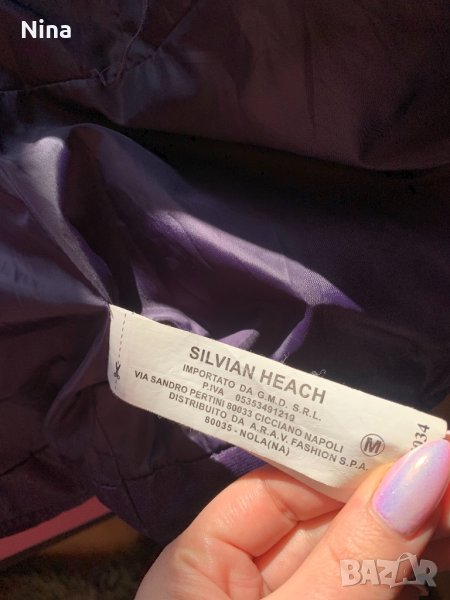 Nina
SILVIAN HEACH
IMPORTATO DA G.M.D. S.R.L.
P.IVA 05353491219
VIA SANDRO PERTINI 80033 CICCIANO NAPOLI
DISTRIBUITO DA A.R.A.V. FASHION S.P.A.
80035 - NOLA(NA)
M
034
BAZAR